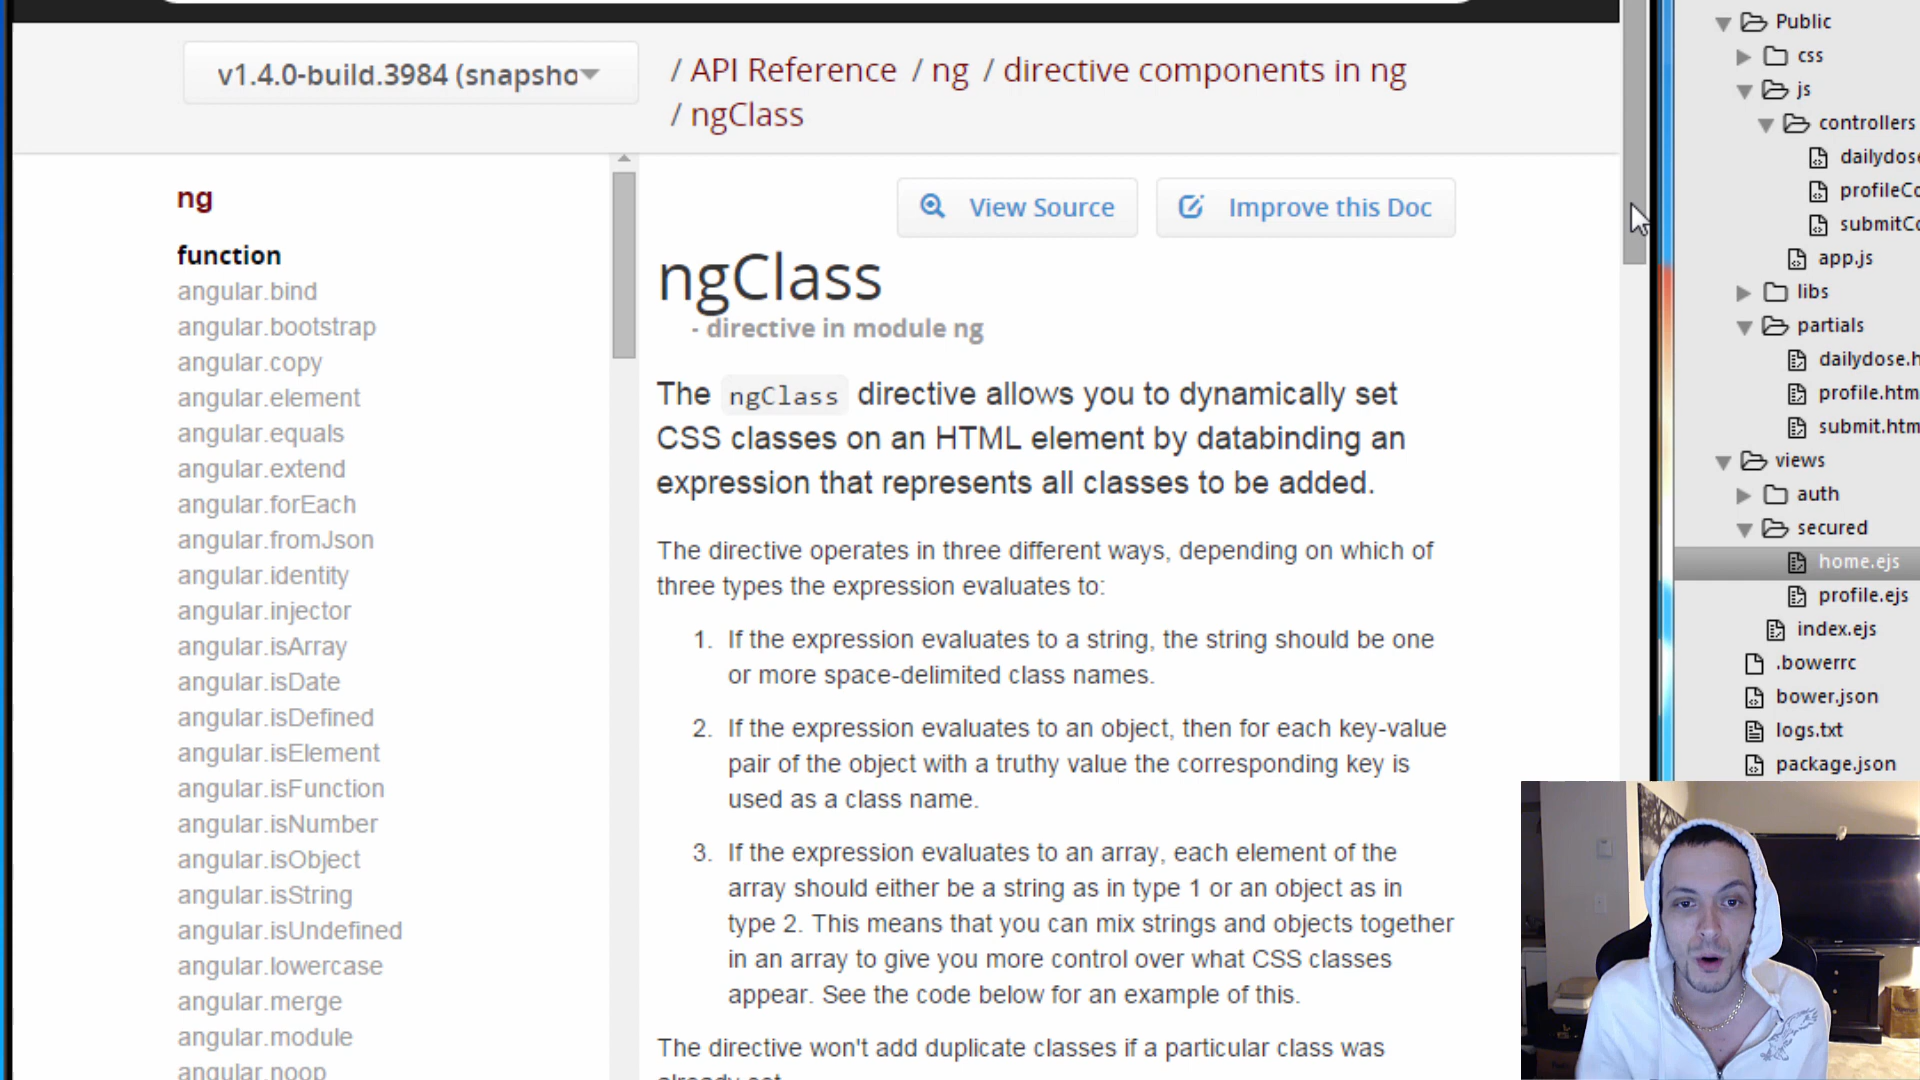 v1.4.0-build.3984 (snapsho
/ API Reference / ng / directive components in ng
/ ngClass
ng
function
angular.bind
angular.bootstrap
angular.copy
angular.element
angular.equals
angular.extend
angular.forEach
angular.fromJson
angular.identity
angular.injector
angular.isArray
angular.isDate
angular.isDefined
angular.isElement
angular.isFunction
angular.isNumber
angular.isObject
angular.isString
angular.isUndefined
angular.lowercase
angular.merge
angular.module
angular.noop
View Source
Improve this Doc
ngClass
- directive in module ng
The ngClass directive allows you to dynamically set
CSS classes on an HTML element by databinding an
expression that represents all classes to be added.
The directive operates in three different ways, depending on which of
three types the expression evaluates to:
1. If the expression evaluates to a string, the string should be one
or more space-delimited class names.
2. If the expression evaluates to an object, then for each key-value
pair of the object with a truthy value the corresponding key is
used as a class name.
3. If the expression evaluates to an array, each element of the
array should either be a string as in type 1 or an object as in
type 2. This means that you can mix strings and objects together
in an array to give you more control over what CSS classes
appear. See the code below for an example of this.
The directive won't add duplicate classes if a particular class was
already set.
Public
css
js
controllers
dailydose
profileCo
submitCo
app.js
libs
partials
dailydose.h
profile.htm
submit.htm
views
auth
secured
home.ejs
profile.ejs
index.ejs
.bowerrc
bower.json
logs.txt
package.json